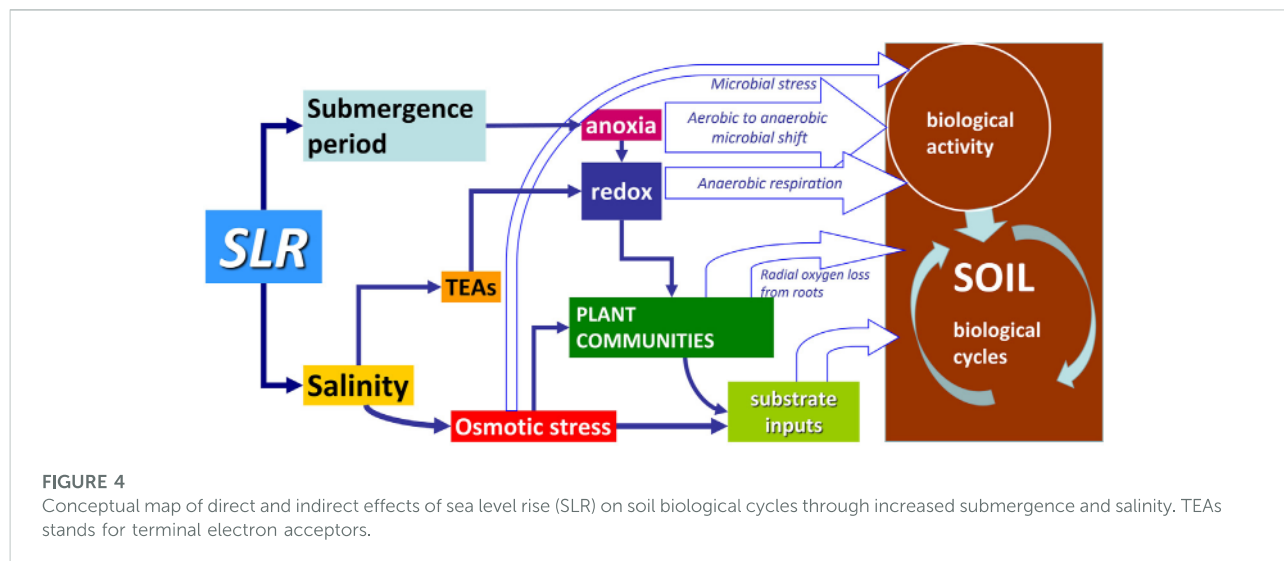 Submergence
period
anoxia
Microbial stress
Aerobic to anaerobic
microbial shift
biological
activity
redox
Anaerobic respiration
SLR
TEAs
Radial oxygen loss
from roots
SOIL
PLANT
COMMUNITIES
biological
cycles
Salinity
Osmotic stress
substrate
inputs
FIGURE 4
Conceptual map of direct and indirect effects of sea level rise (SLR) on soil biological cycles through increased submergence and salinity. TEAs
stands for terminal electron acceptors.